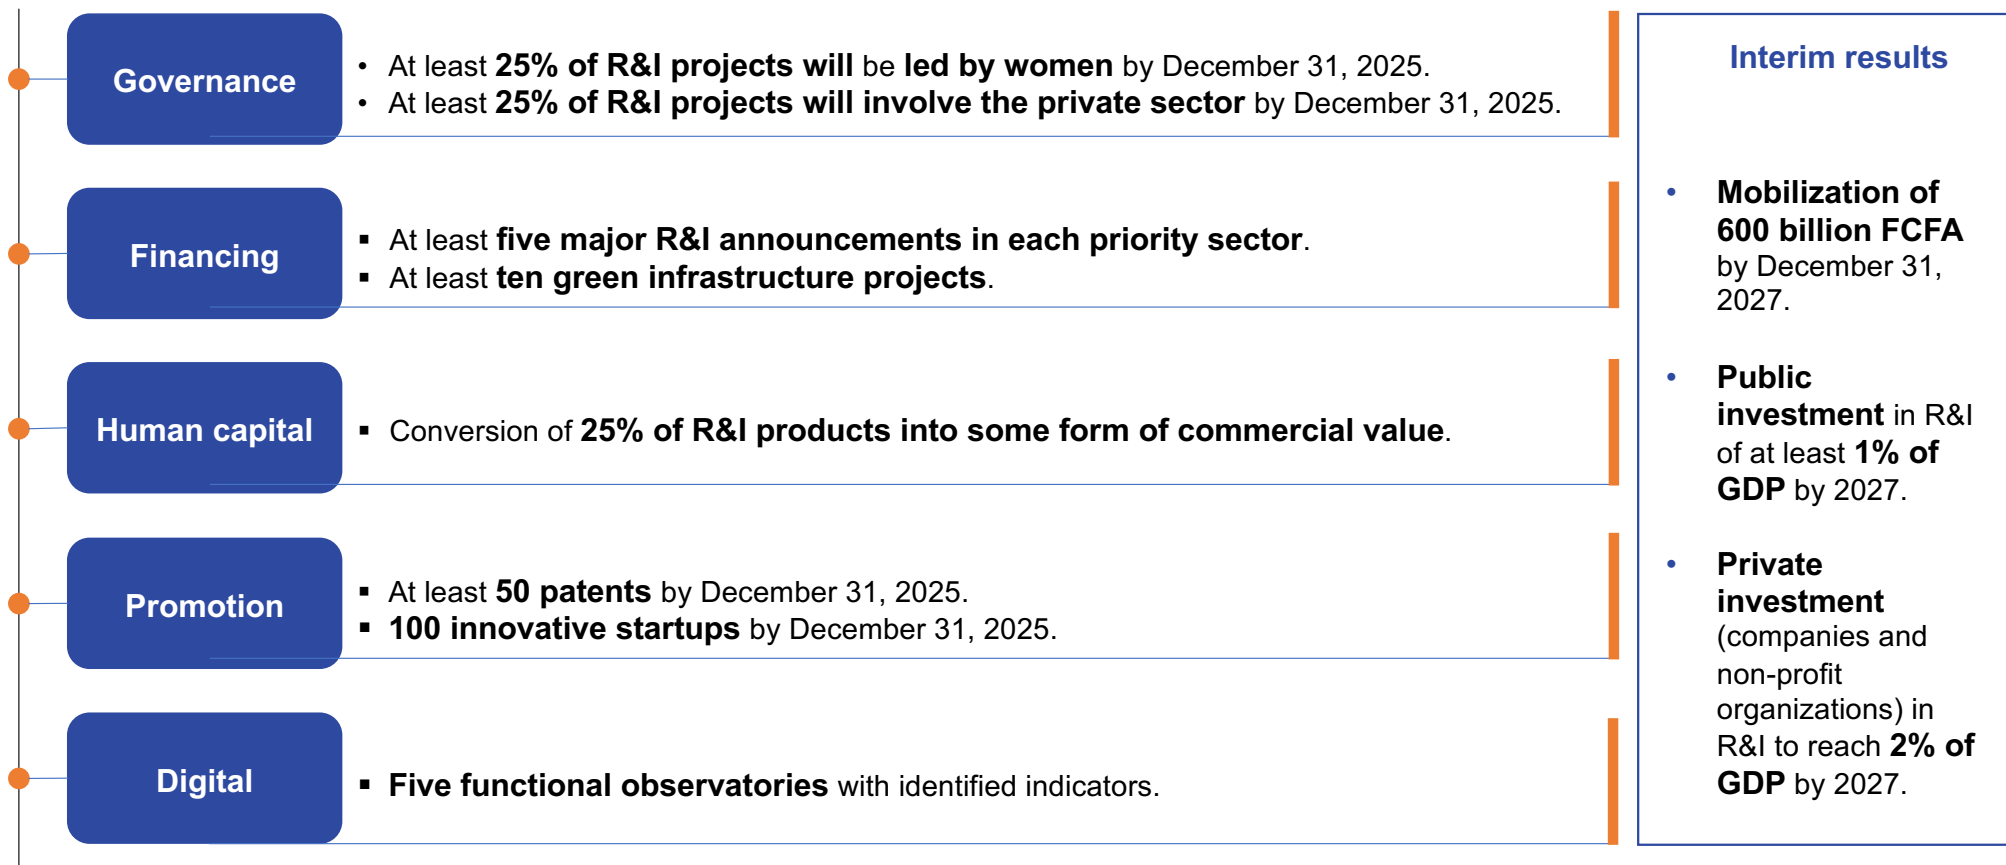 Governance
• At least 25% of R&I projects will be led by women by December 31, 2025.
• At least 25% of R&I projects will involve the private sector by December 31, 2025.
Financing
▪ At least five major R&I announcements in each priority sector.
▪ At least ten green infrastructure projects.
Human capital
▪ Conversion of 25% of R&I products into some form of commercial value.
Promotion
▪ At least 50 patents by December 31, 2025.
▪ 100 innovative startups by December 31, 2025.
Digital
▪ Five functional observatories with identified indicators.
Interim results
• Mobilization of
600 billion FCFA
by December 31,
2027.
• Public
investment in R&I
of at least 1% of
GDP by 2027.
• Private
investment
(companies and
non-profit
organizations) in
R&I to reach 2% of
GDP by 2027.